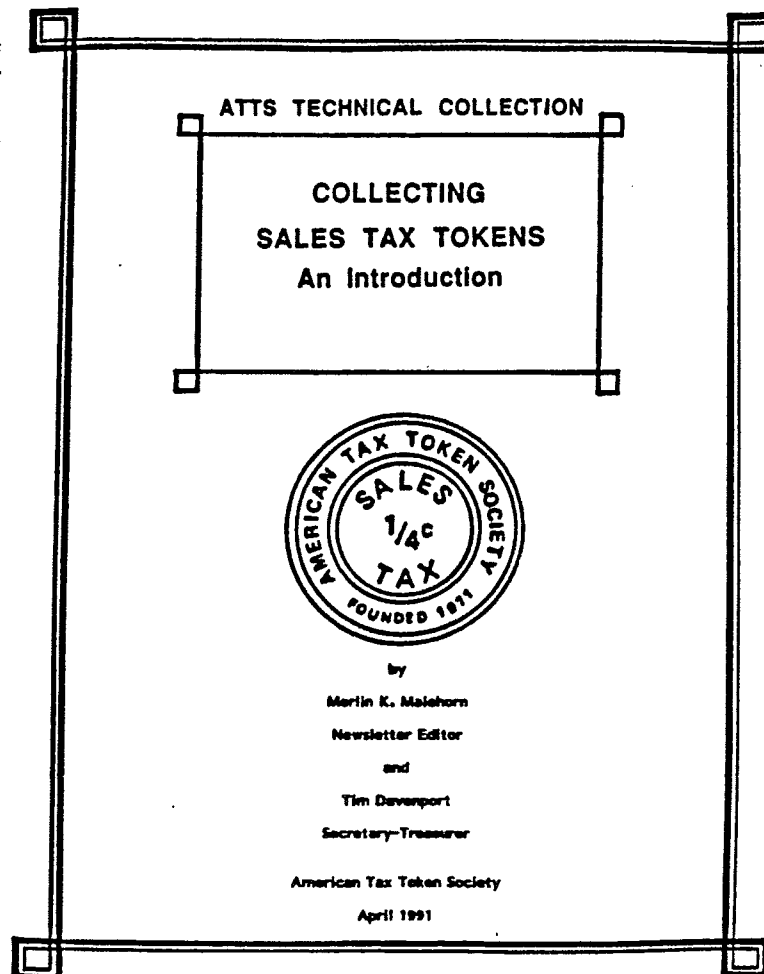 ATTS TECHNICAL COLLECTION
COLLECTING
SALES TAX TOKENS
An Introduction
AMERICAN TAX TOKEN SOCIETY
SALES
1/4c
TAX
FOUNDED 1971
by
Merlin K. Malehorn
Newsletter Editor
and
Tim Davenport
Secretary-Treasurer
American Tax Token Society
April 1991